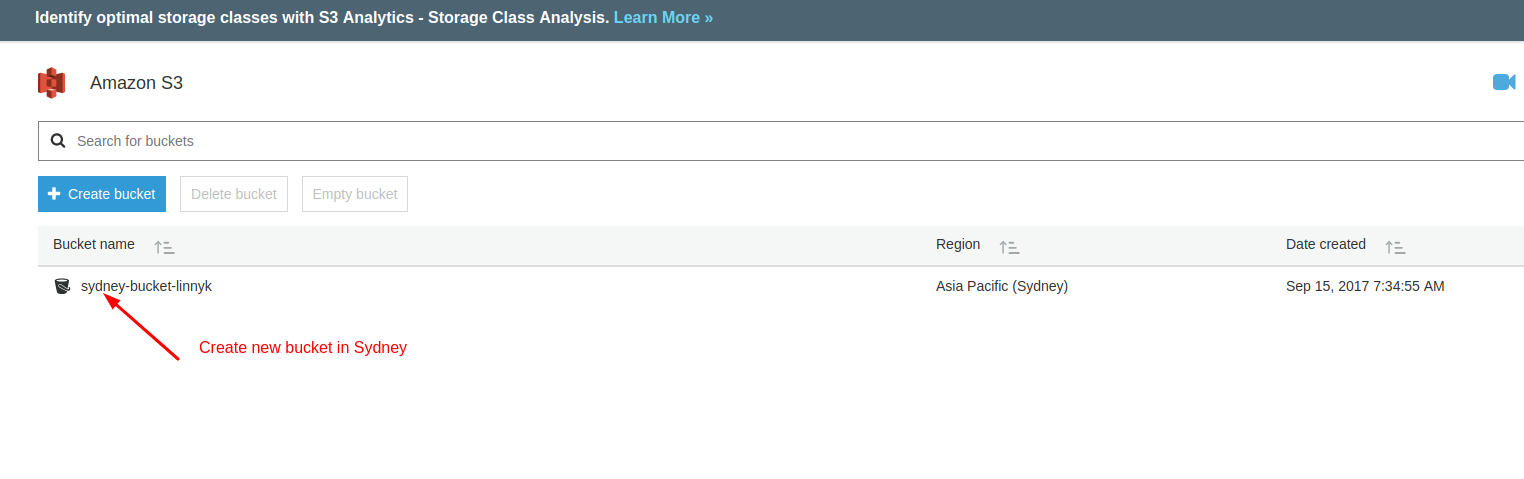 Identify optimal storage classes with S3 Analytics - Storage Class Analysis. Learn More »
Amazon S3
Search for buckets
Create bucket Delete bucket Empty bucket
Bucket name Region Date created
sydney-bucket-linnyk Asia Pacific (Sydney) Sep 15, 2017 7:34:55 AM
Create new bucket in Sydney